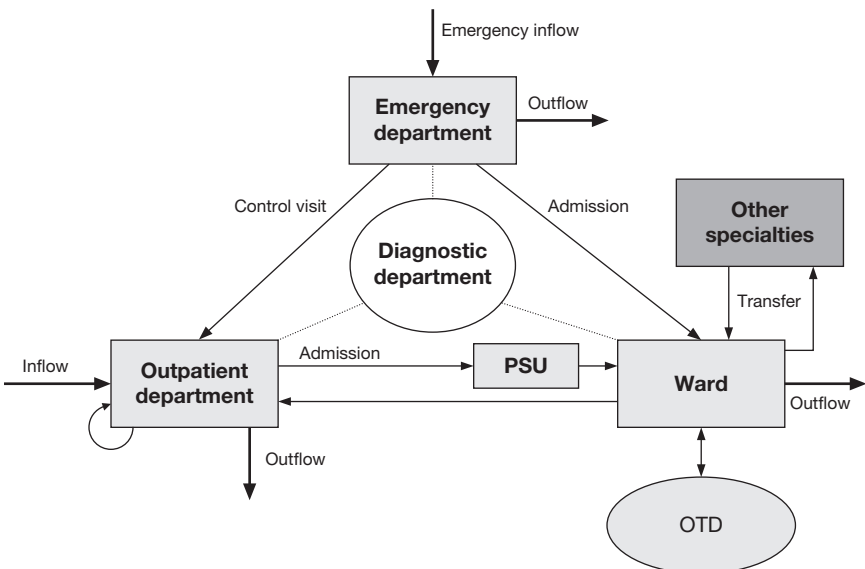 Emergency inflow
Emergency
department
Outflow
Control visit
Admission
Other
specialties
Diagnostic
department
Transfer
Inflow
Outpatient
department
Admission
PSU
Ward
Outflow
Outflow
OTD